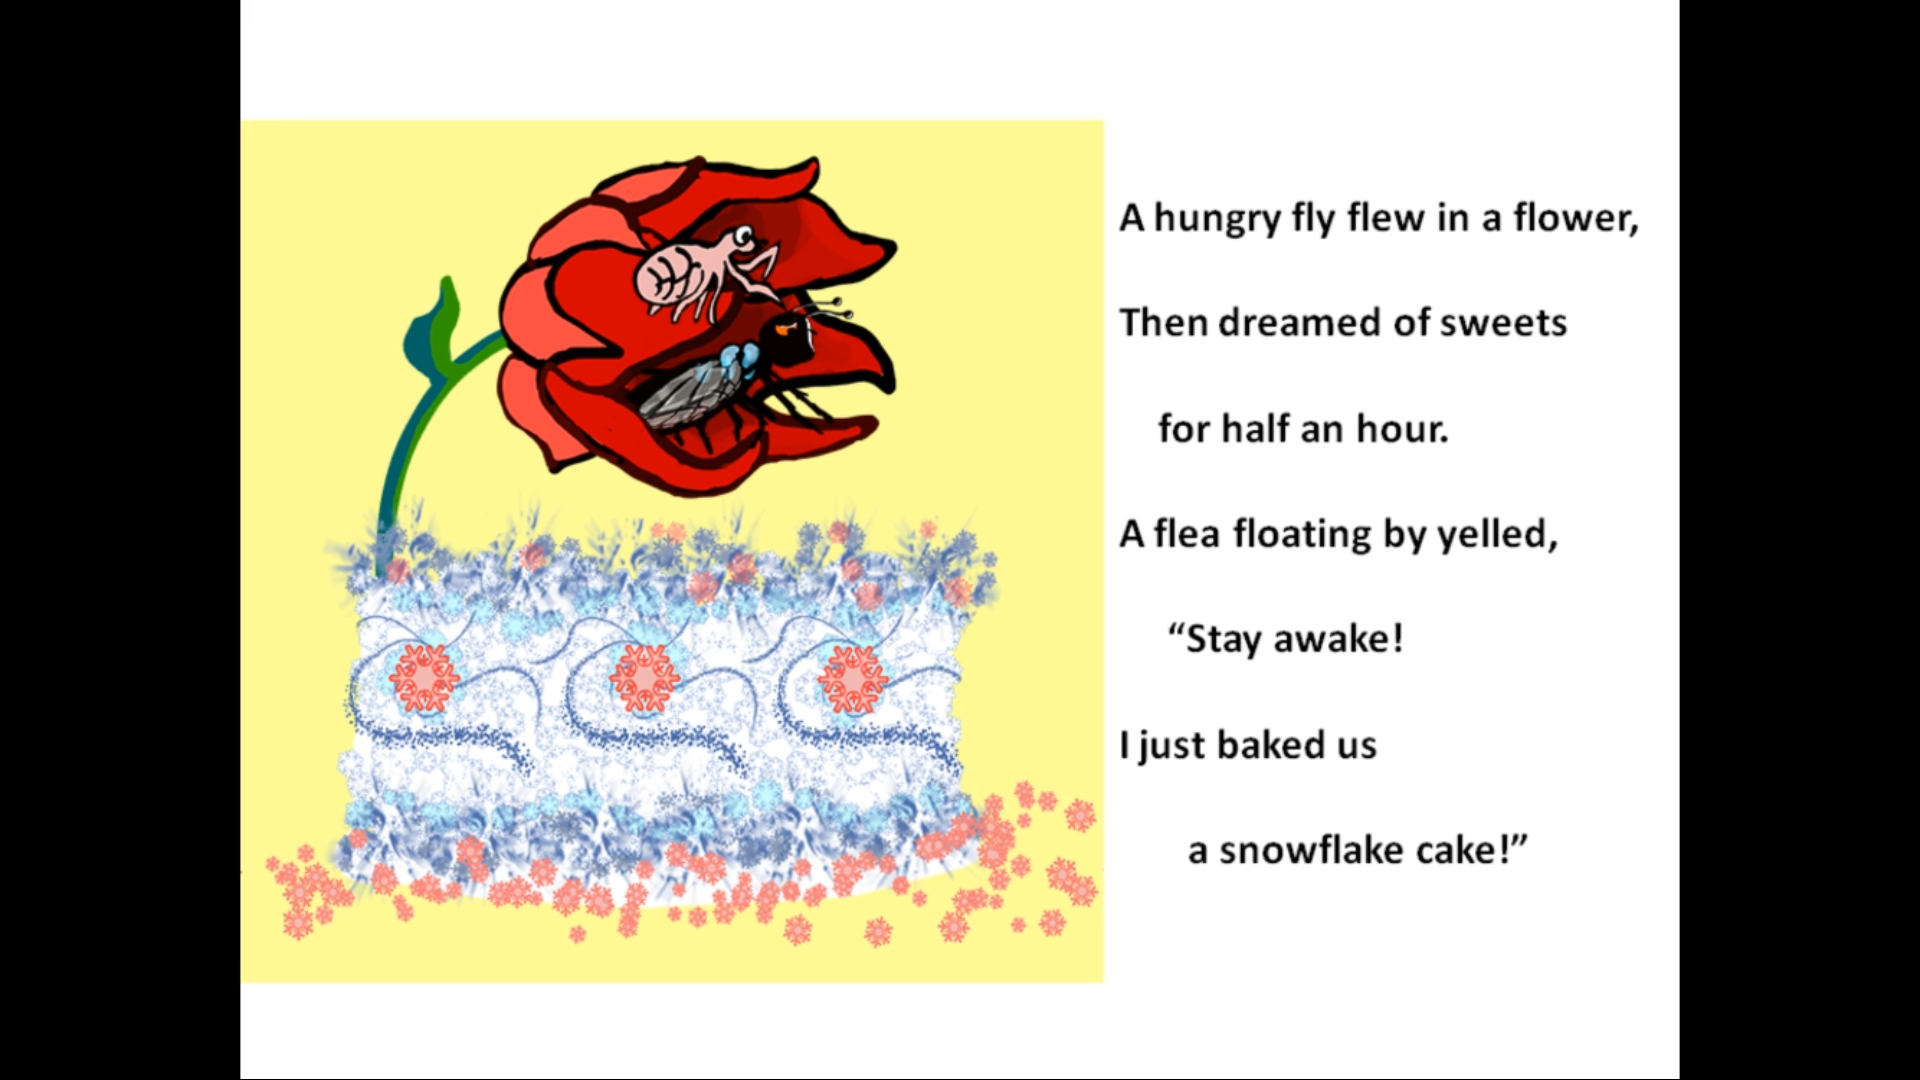 A hungry fly flew in a flower,
Then dreamed of sweets
for half an hour.
A flea floating by yelled,
“Stay awake!
I just baked us
a snowflake cake!”